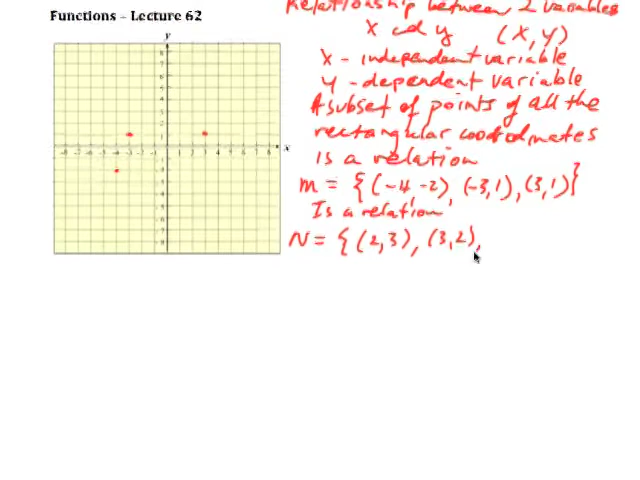 Functions – Lecture 62
Relationship between 2 variables
x and y (x, y)
x - independent variable
y - dependent variable
A subset of points of all the
rectangular coordinates
is a relation
m = {(-4, -2), (-3, 1), (3, 1)}
Is a relation
N = {(2, 3), (3, 2),
y
x